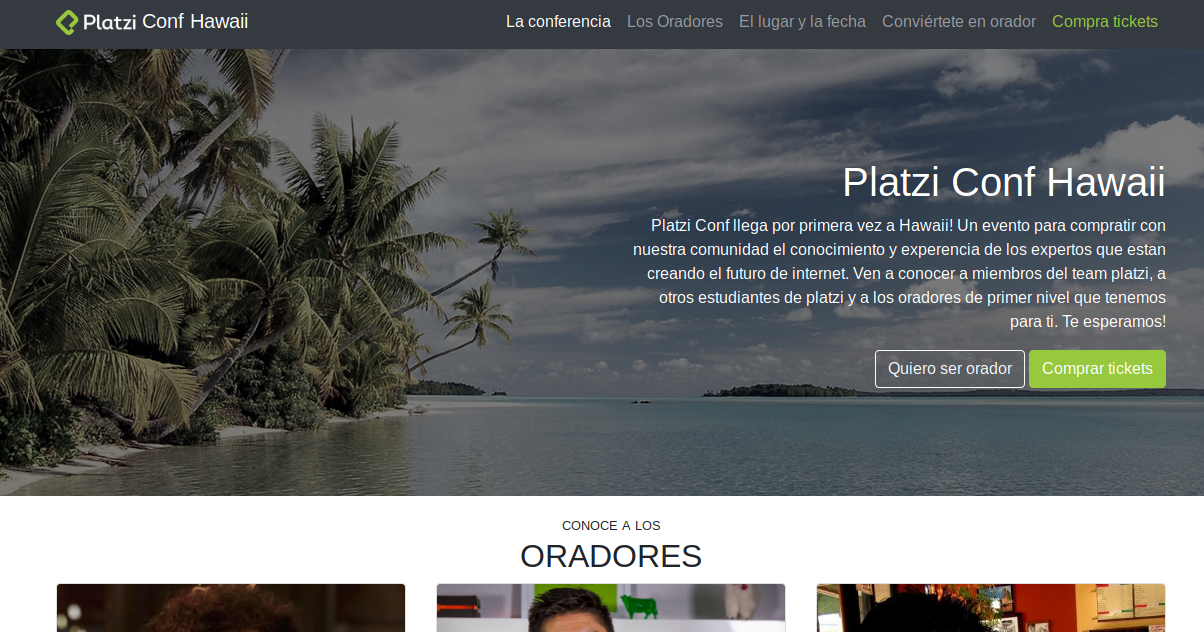 Platzi Conf Hawaii
La conferencia Los Oradores El lugar y la fecha Conviértete en orador Compra tickets
Platzi Conf Hawaii
Platzi Conf llega por primera vez a Hawaii! Un evento para compratir con
nuestra comunidad el conocimiento y experencia de los expertos que estan
creando el futuro de internet. Ven a conocer a miembros del team platzi, a
otros estudiantes de platzi y a los oradores de primer nivel que tenemos
para ti. Te esperamos!
Quiero ser orador Comprar tickets
CONOCE A LOS
ORADORES